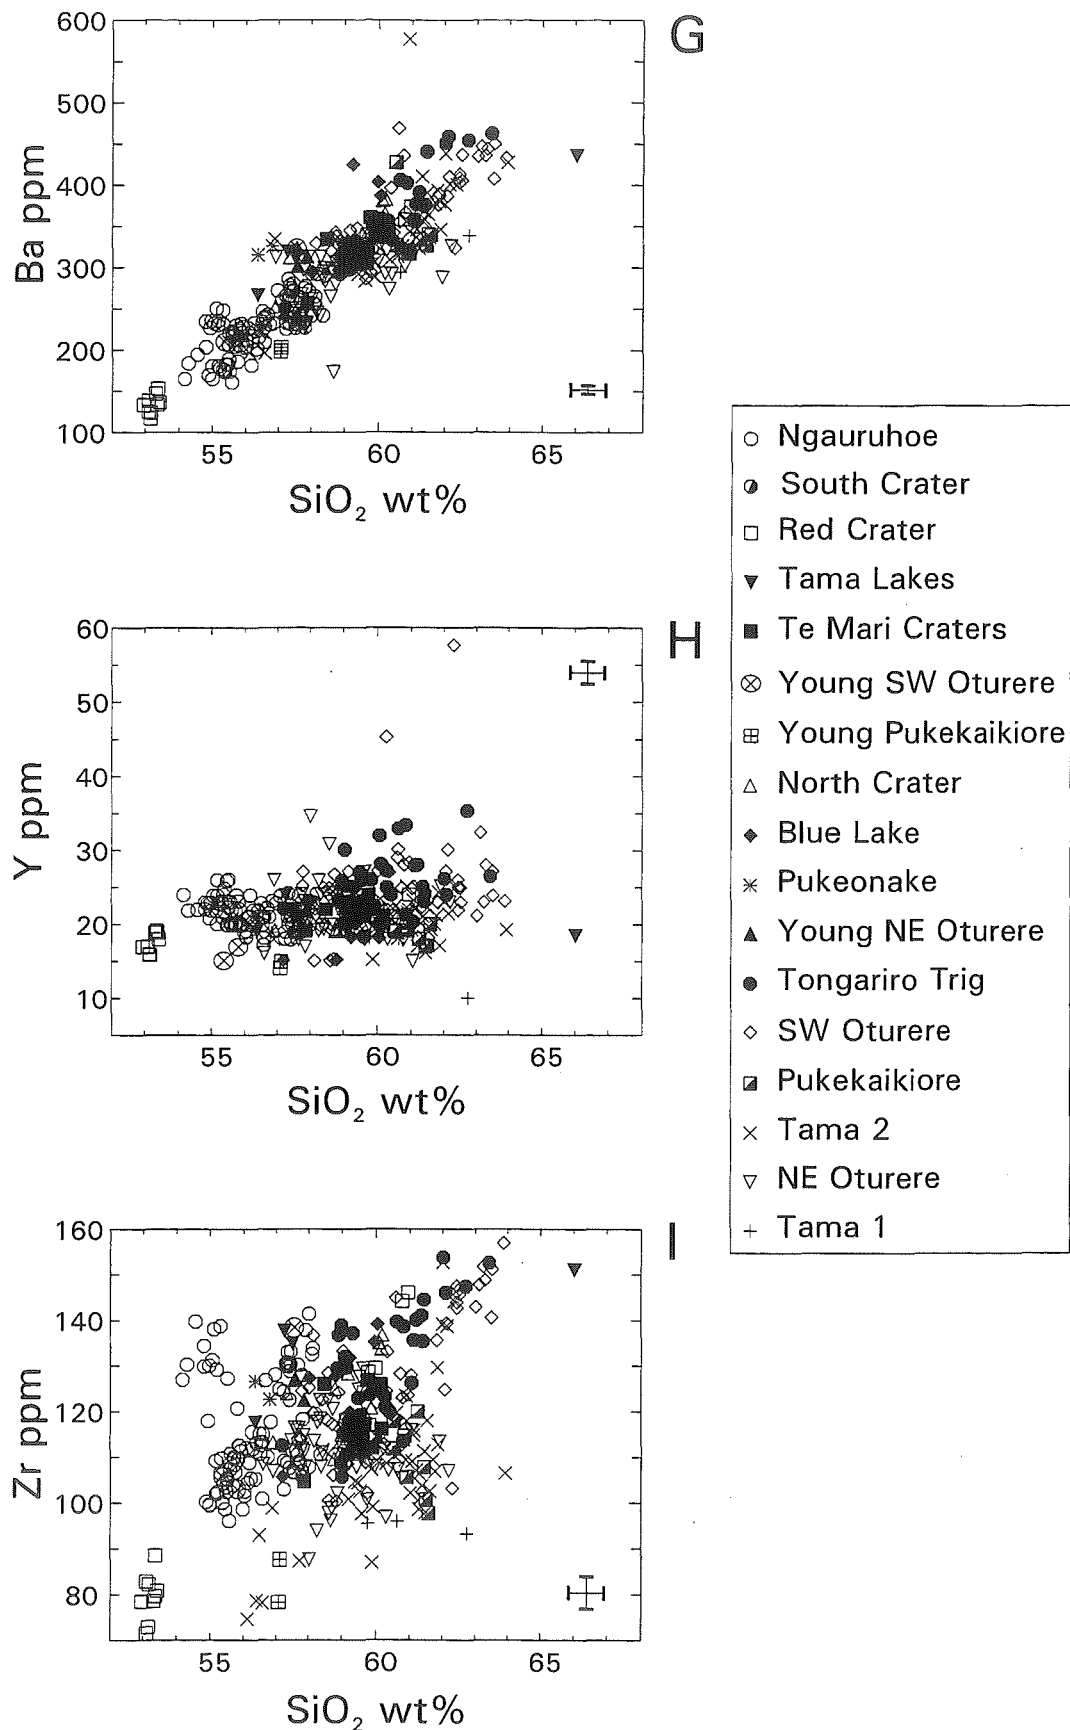 G
600
500
400
300
200
100
Ba ppm
55 60 65
SiO₂ wt%
H
60
50
40
30
20
10
Y ppm
55 60 65
SiO₂ wt%
I
160
140
120
100
80
Zr ppm
55 60 65
SiO₂ wt%
Ngauruhoe
South Crater
Red Crater
Tama Lakes
Te Mari Craters
Young SW Oturere
Young Pukekaikiore
North Crater
Blue Lake
Pukeonake
Young NE Oturere
Tongariro Trig
SW Oturere
Pukekaikiore
Tama 2
NE Oturere
Tama 1